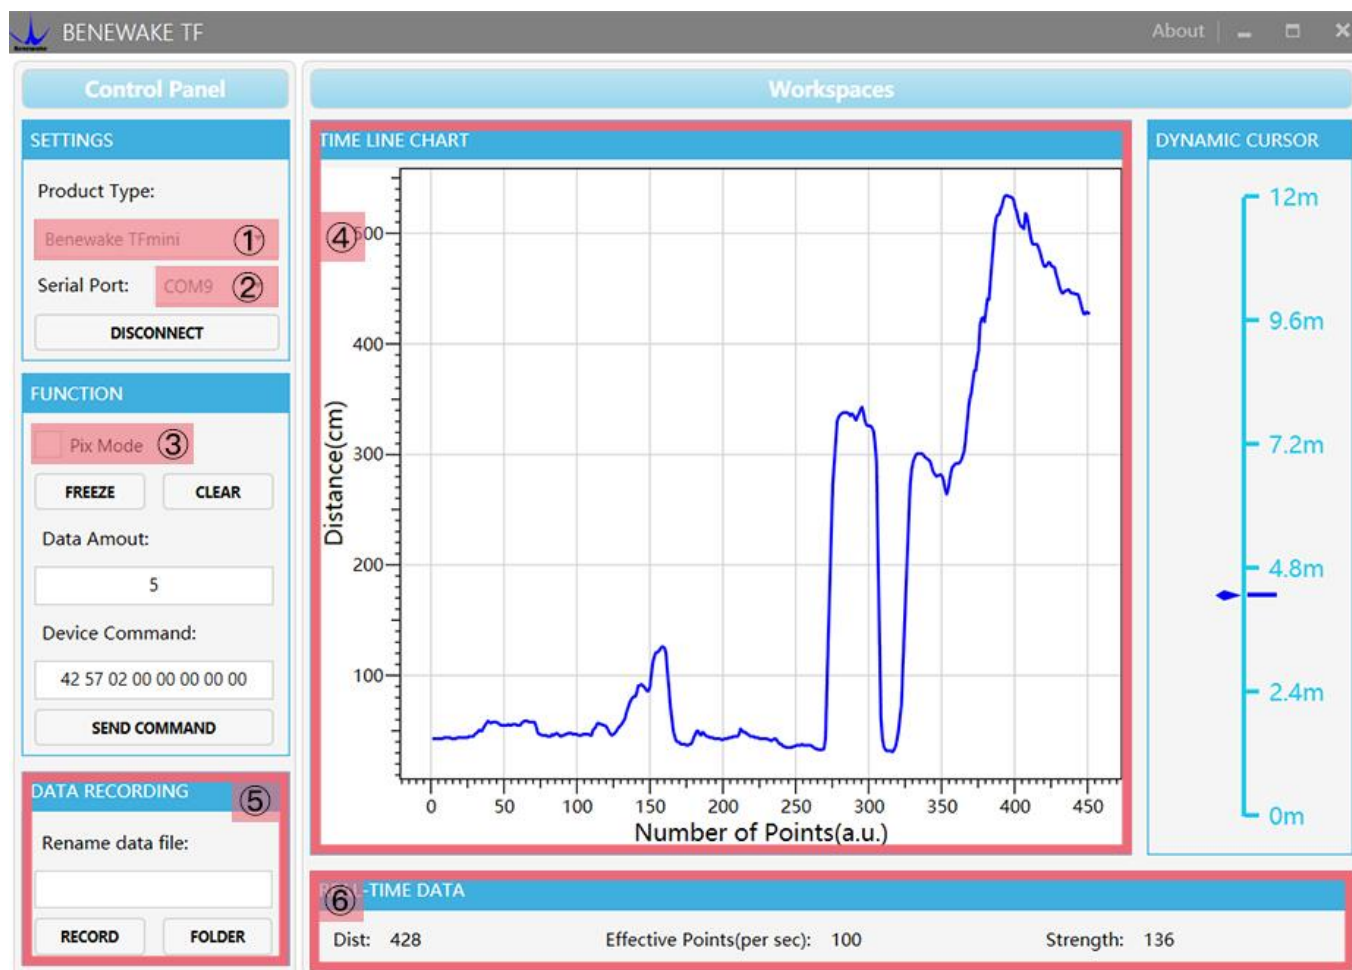 BENEWAKE TF
About
Benewake
Control Panel
Workspaces
SETTINGS
Product Type:
Benewake TFmini ①
Serial Port: COM9 ②
DISCONNECT
FUNCTION
Pix Mode ③
FREEZE CLEAR
Data Amout:
5
Device Command:
42 57 02 00 00 00 00 00
SEND COMMAND
DATA RECORDING ⑤
Rename data file:
RECORD FOLDER
TIME LINE CHART
④
500
400
300
200
100
Distance(cm)
0 50 100 150 200 250 300 350 400 450
Number of Points(a.u.)
DYNAMIC CURSOR
12m
9.6m
7.2m
4.8m
2.4m
0m
⑥ -TIME DATA
Dist: 428 Effective Points(per sec): 100 Strength: 136